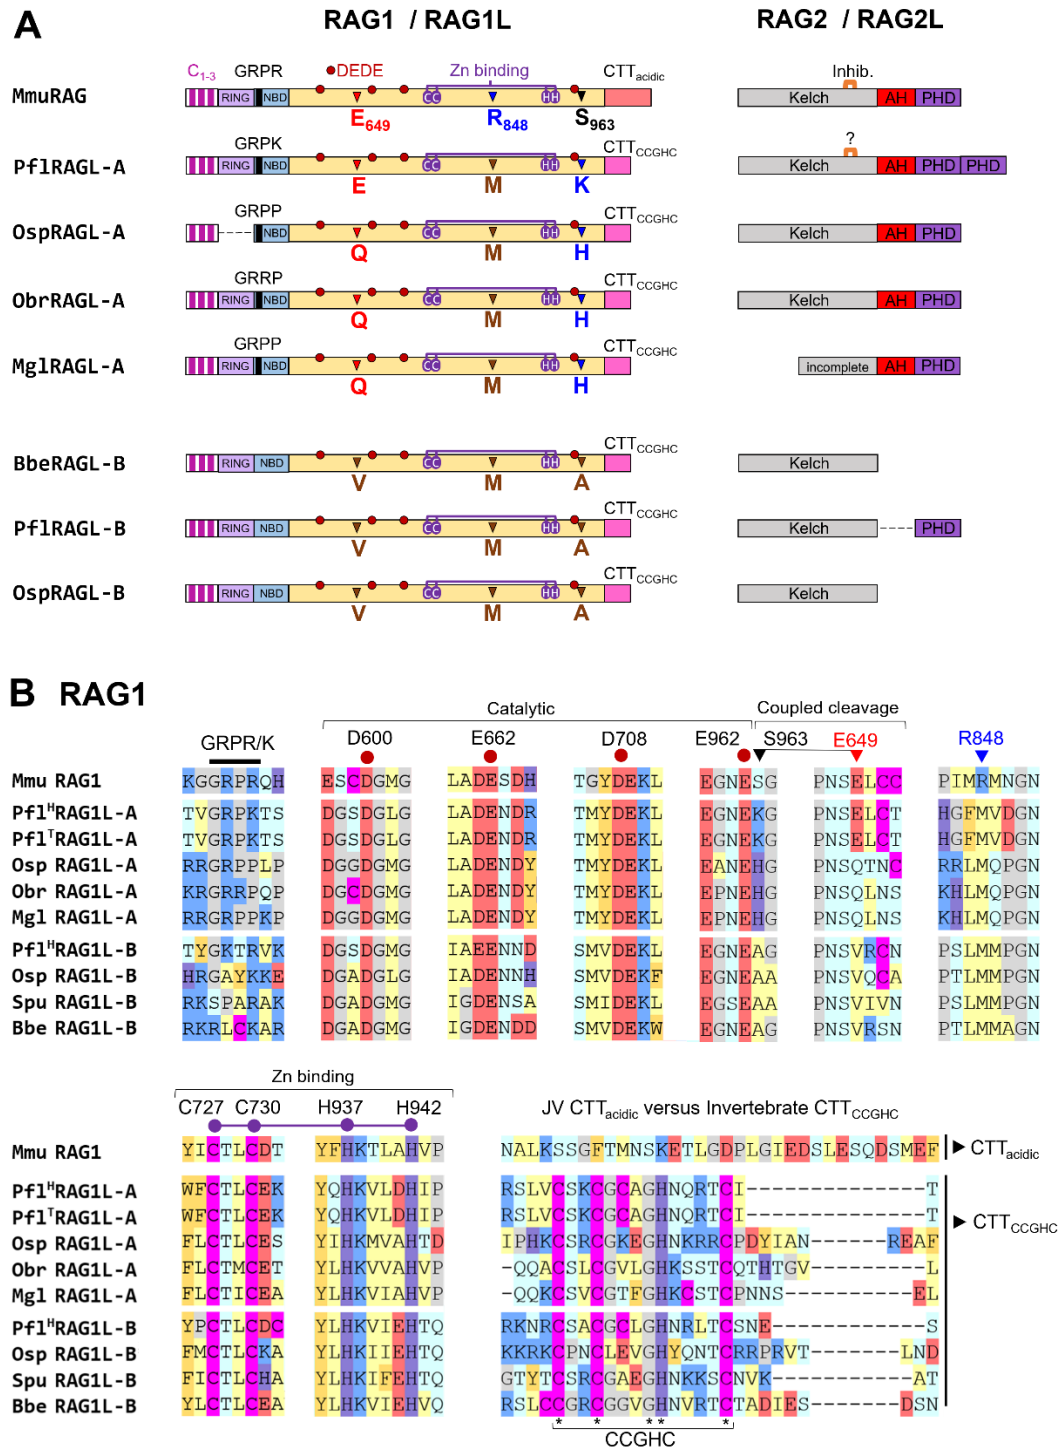 A
RAG1 / RAG1L
RAG2 / RAG2L
C1-3 GRPR DEDE Zn binding CTTacidic Inhib.
MmuRAG RING NBD CC HH Kelch AH PHD
E649 R848 S963
GRPK CTTCCGHC ?
PflRAGL-A RING NBD CC HH Kelch AH PHD PHD
E M K
GRPP CTTCCGHC
OspRAGL-A NBD CC HH Kelch AH PHD
Q M H
GRRP CTTCCGHC
ObrRAGL-A RING NBD CC HH Kelch AH PHD
Q M H
GRPP CTTCCGHC
MglRAGL-A RING NBD CC HH incomplete AH PHD
Q M H
CTTCCGHC
BbeRAGL-B RING NBD CC HH Kelch
V M A
CTTCCGHC
PflRAGL-B RING NBD CC HH Kelch PHD
V M A
CTTCCGHC
OspRAGL-B RING NBD CC HH Kelch
V M A
B RAG1
Catalytic Coupled cleavage
GRPR/K D600 E662 D708 E962 S963 E649 R848
Mmu RAG1 KGGRPRQH ESCDGMG LADESDH TGYDEKL EGNESG PNSELCC PIMRMNGN
PflHRAG1L-A TVGRPKTS DGSDGMG LADENDR TMYDEKL EGNEKG PNSELCT HGFMVDGN
PflTRAG1L-A TVGRPKTS DGSDGLG LADENDR TMYDEKL EGNEKG PNSELCT HGFMVDGN
Osp RAG1L-A RRGRPPLP DGGDGMG LADENDY TMYDEKL EANEHG PNSQTNC RRLMQPGN
Obr RAG1L-A KRGRRPQP DGCDGMG LADENDY TMYDEKL EPNEHG PNSQLNS KHLMQPGN
Mgl RAG1L-A RRGRPPKP DGGDGMG LADENDY TMYDEKL EPNEHG PNSQLNS KHLMQPGN
PflHRAG1L-B TYGKTRVK DGSDGMG IAEENND SMVDEKL EGNEAG PNSVRCN PSLMMPGN
Osp RAG1L-B HRGAYKKE DGADGLG IADENNH SMVDEKF EGNEAA PNSVQCA PTLMMPGN
Spu RAG1L-B RKSPARAK DGADGMG IGDENSA SMIDEKL EGSEAA PNSVIVN PSLMMPGN
Bbe RAG1L-B RKRLCKAR DGADGMG IGDENDD SMVDEKW EGNEAG PNSVRSN PTLMMAGN
Zn binding
C727 C730 H937 H942 JV CTTacidic versus Invertebrate CTTCCGHC
Mmu RAG1 YICTLCDT YFHKTLAHVP NALKSSGFTMNSKETLGDPLGIEDSLESQDSMEF ► CTTacidic
PflHRAG1L-A WFCTLCEK YQHKVLDHIP RSLVCSKCGCAGHNQRTCI--------------T
PflTRAG1L-A WFCTLCEK YQHKVLDHIP RSLVCSKCGCAGHNQRTCI--------------T ► CTTCCGHC
Osp RAG1L-A FLCTLCES YIHKMVAHTD IPHKCSRCGKEGHNKRRCPDYIAN------REAF
Obr RAG1L-A FLCTMCET YLHKVVAHVP -QQACSLCGVLGHKSSTCQTHTGV---------L
Mgl RAG1L-A FLCTICEA YLHKVIAHVP -QQKCSVCGTFGHKCSTCPNNS----------EL
PflHRAG1L-B YPCTLCDC YLHKVIEHTQ RKNRCSACGCLGHNRLTCSNE------------S
Osp RAG1L-B FMCTLCKA YLHKIIEHTQ KKRKCPNCLEVGHYQNTCRRPRVT-------LND
Spu RAG1L-B FICTLCHA YLHKIFEHTQ GTYTCSRCGAEGHNKKSCNVK-----------AT
Bbe RAG1L-B YLCTLCEA YLHKVIEHVQ RSLCCGRCGGVGHNVRTCTADIES-------DSN
* * * * *
CCGHC